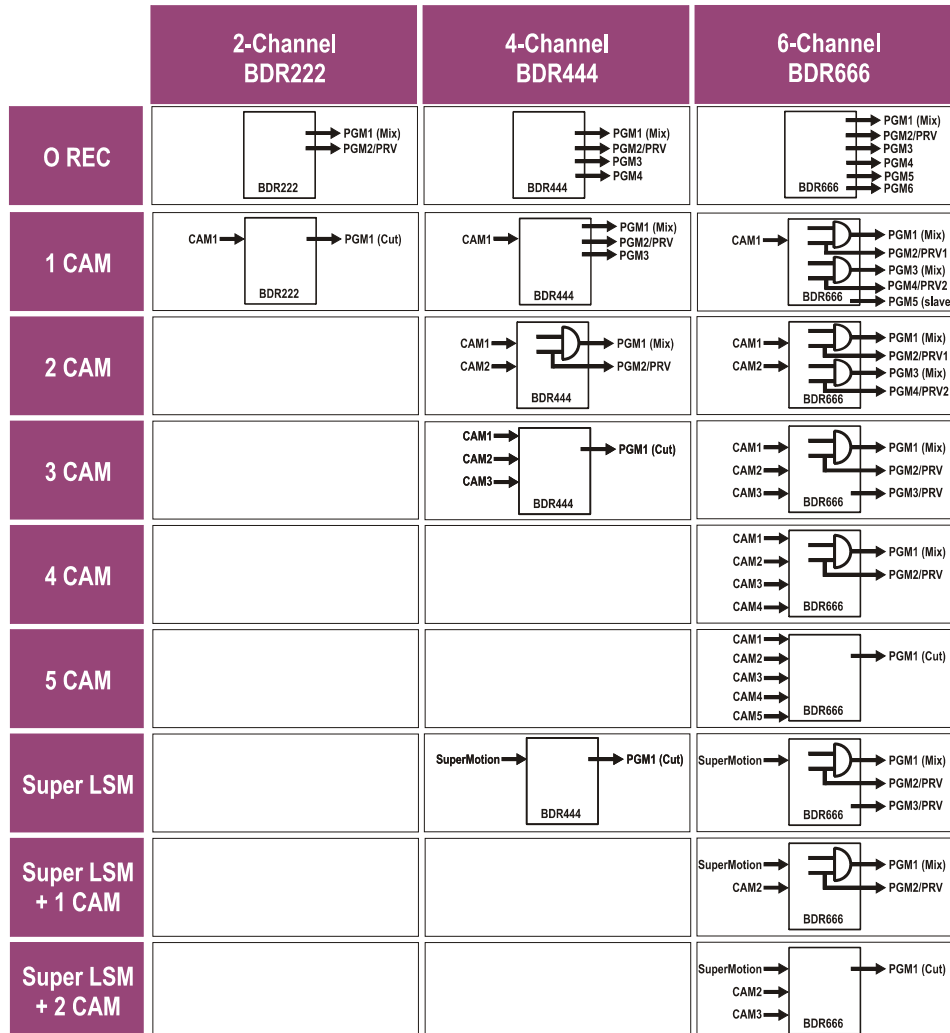 2-Channel
BDR222
4-Channel
BDR444
6-Channel
BDR666
O REC
PGM1 (Mix)
PGM2/PRV
BDR222
PGM1 (Mix)
PGM2/PRV
PGM3
PGM4
BDR444
PGM1 (Mix)
PGM2/PRV
PGM3
PGM4
PGM5
PGM6
BDR666
1 CAM
CAM1
PGM1 (Cut)
BDR222
CAM1
PGM1 (Mix)
PGM2/PRV
PGM3
BDR444
CAM1
PGM1 (Mix)
PGM2/PRV1
PGM3 (Mix)
PGM4/PRV2
PGM5 (slave
BDR666
2 CAM
CAM1
CAM2
PGM1 (Mix)
PGM2/PRV
BDR444
CAM1
CAM2
PGM1 (Mix)
PGM2/PRV1
PGM3 (Mix)
PGM4/PRV2
BDR666
3 CAM
CAM1
CAM2
CAM3
PGM1 (Cut)
BDR444
CAM1
CAM2
CAM3
PGM1 (Mix)
PGM2/PRV
PGM3/PRV
BDR666
4 CAM
CAM1
CAM2
CAM3
CAM4
PGM1 (Mix)
PGM2/PRV
BDR666
5 CAM
CAM1
CAM2
CAM3
CAM4
CAM5
PGM1 (Cut)
BDR666
Super LSM
SuperMotion
PGM1 (Cut)
BDR444
SuperMotion
PGM1 (Mix)
PGM2/PRV
PGM3/PRV
BDR666
Super LSM
+ 1 CAM
SuperMotion
CAM2
PGM1 (Mix)
PGM2/PRV
BDR666
Super LSM
+ 2 CAM
SuperMotion
CAM2
CAM3
PGM1 (Cut)
BDR666